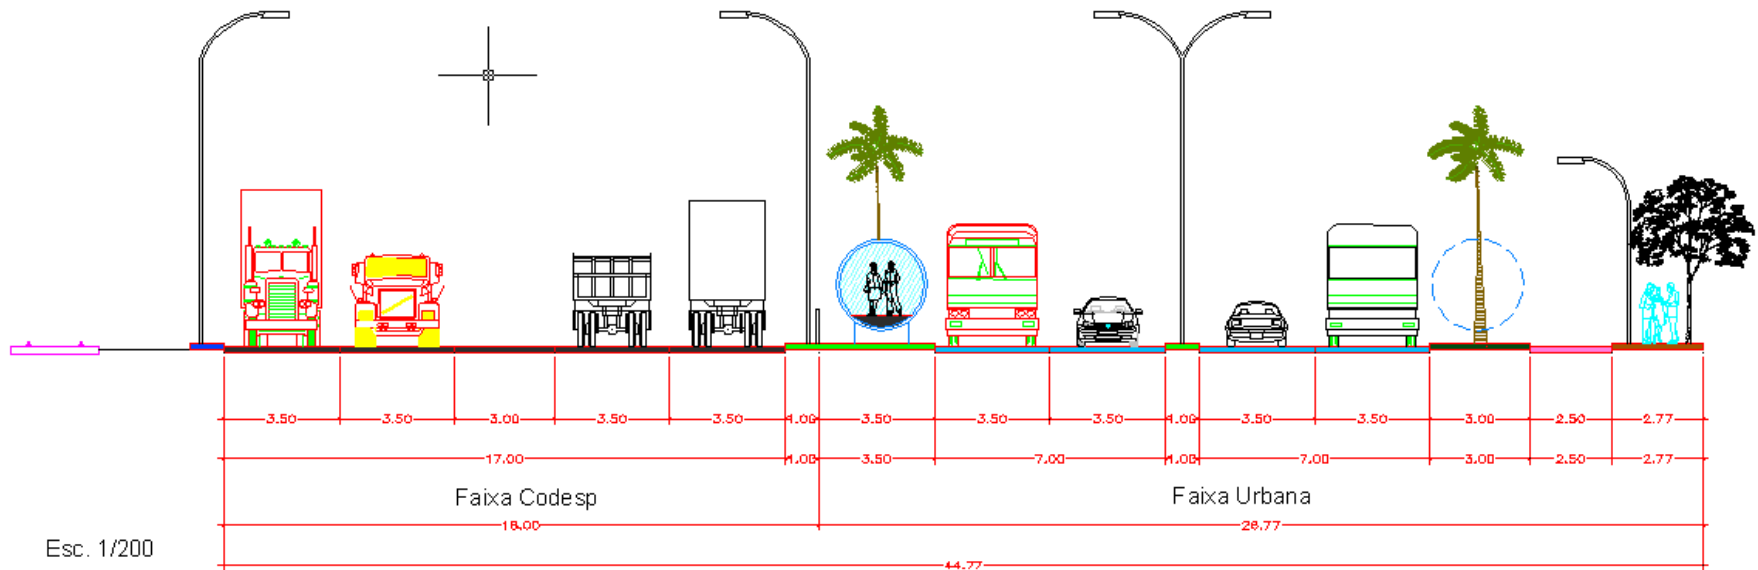 3.50 3.50 3.00 3.50 3.50 1.00 3.50 3.50 3.50 1.00 3.50 3.50 3.00 2.50 2.77
17.00 1.00 3.50 7.00 1.00 7.00 3.00 2.50 2.77
Faixa Codesp Faixa Urbana
18.00 26.77
Esc. 1/200
44.77